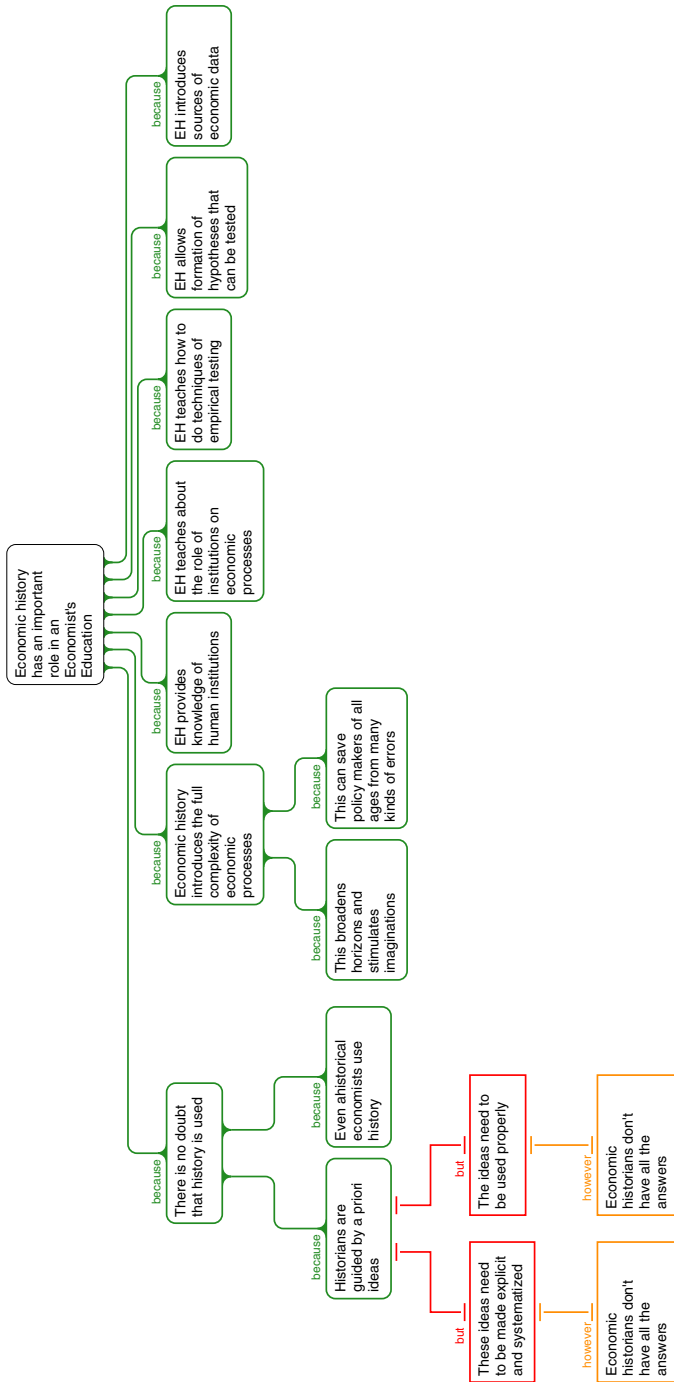 Economic history
has an important
role in an
Economist's
Education
because
There is no doubt
that history is used
because
Historians are
guided by a priori
ideas
but
These ideas need
to be made explicit
and systematized
however
Economic
historians don't
have all the
answers
but
The ideas need to
be used properly
however
Economic
historians don't
have all the
answers
because
Even ahistorical
economists use
history
because
Economic history
introduces the full
complexity of
economic
processes
because
This broadens
horizons and
stimulates
imaginations
because
This can save
policy makers of all
ages from many
kinds of errors
because
EH provides
knowledge of
human institutions
because
EH teaches about
the role of
institutions on
economic
processes
because
EH teaches how to
do techniques of
empirical testing
because
EH allows
formation of
hypotheses that
can be tested
because
EH introduces
sources of
economic data